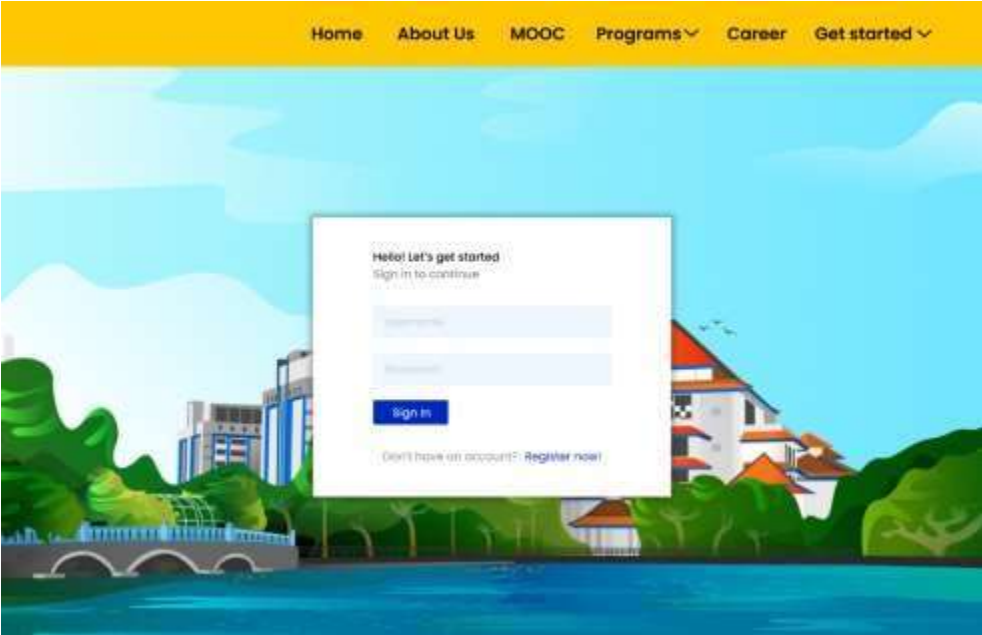 Home About Us MOOC Programs Career Get started
Hello! Let's get started
Sign in to continue
Sign In
Don't have an account? Register now!